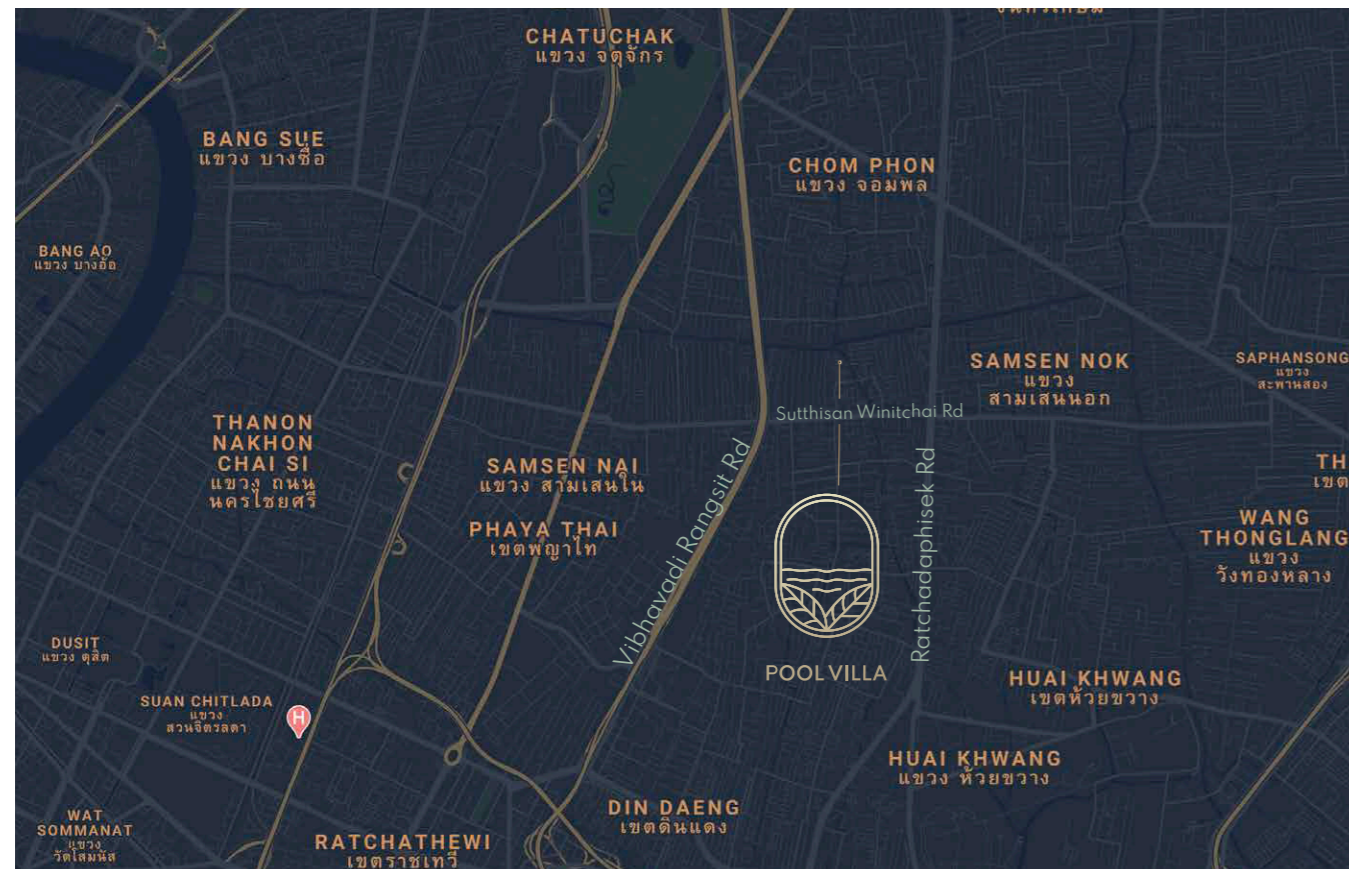 CHATUCHAK
แขวง จตุจักร
BANG SUE
แขวง บางซื่อ
CHOM PHON
แขวง จอมพล
BANG AO
แขวง บางอ้อ
SAMSEN NOK
แขวง
สามเสนนอก
SAPHANSONG
แขวง
สะพานสอง
Sutthisan Winitchai Rd
THANON
NAKHON
CHAI SI
แขวง ถนน
นครไชยศรี
SAMSEN NAI
แขวง สามเสนใน
PHAYA THAI
เขตพญาไท
Vibhavadi Rangsit Rd
Ratchadaphisek Rd
TH
เขต
WANG
THONGLANG
แขวง
วังทองหลาง
POOL VILLA
DUSIT
แขวง ดุสิต
SUAN CHITLADA
แขวง
สวนจิตรลดา
H
HUAI KHWANG
เขตห้วยขวาง
HUAI KHWANG
แขวง ห้วยขวาง
DIN DAENG
เขตดินแดง
WAT
SOMMANAT
แขวง
วัดโสมนัส
RATCHATHEWI
เขตราชเทวี